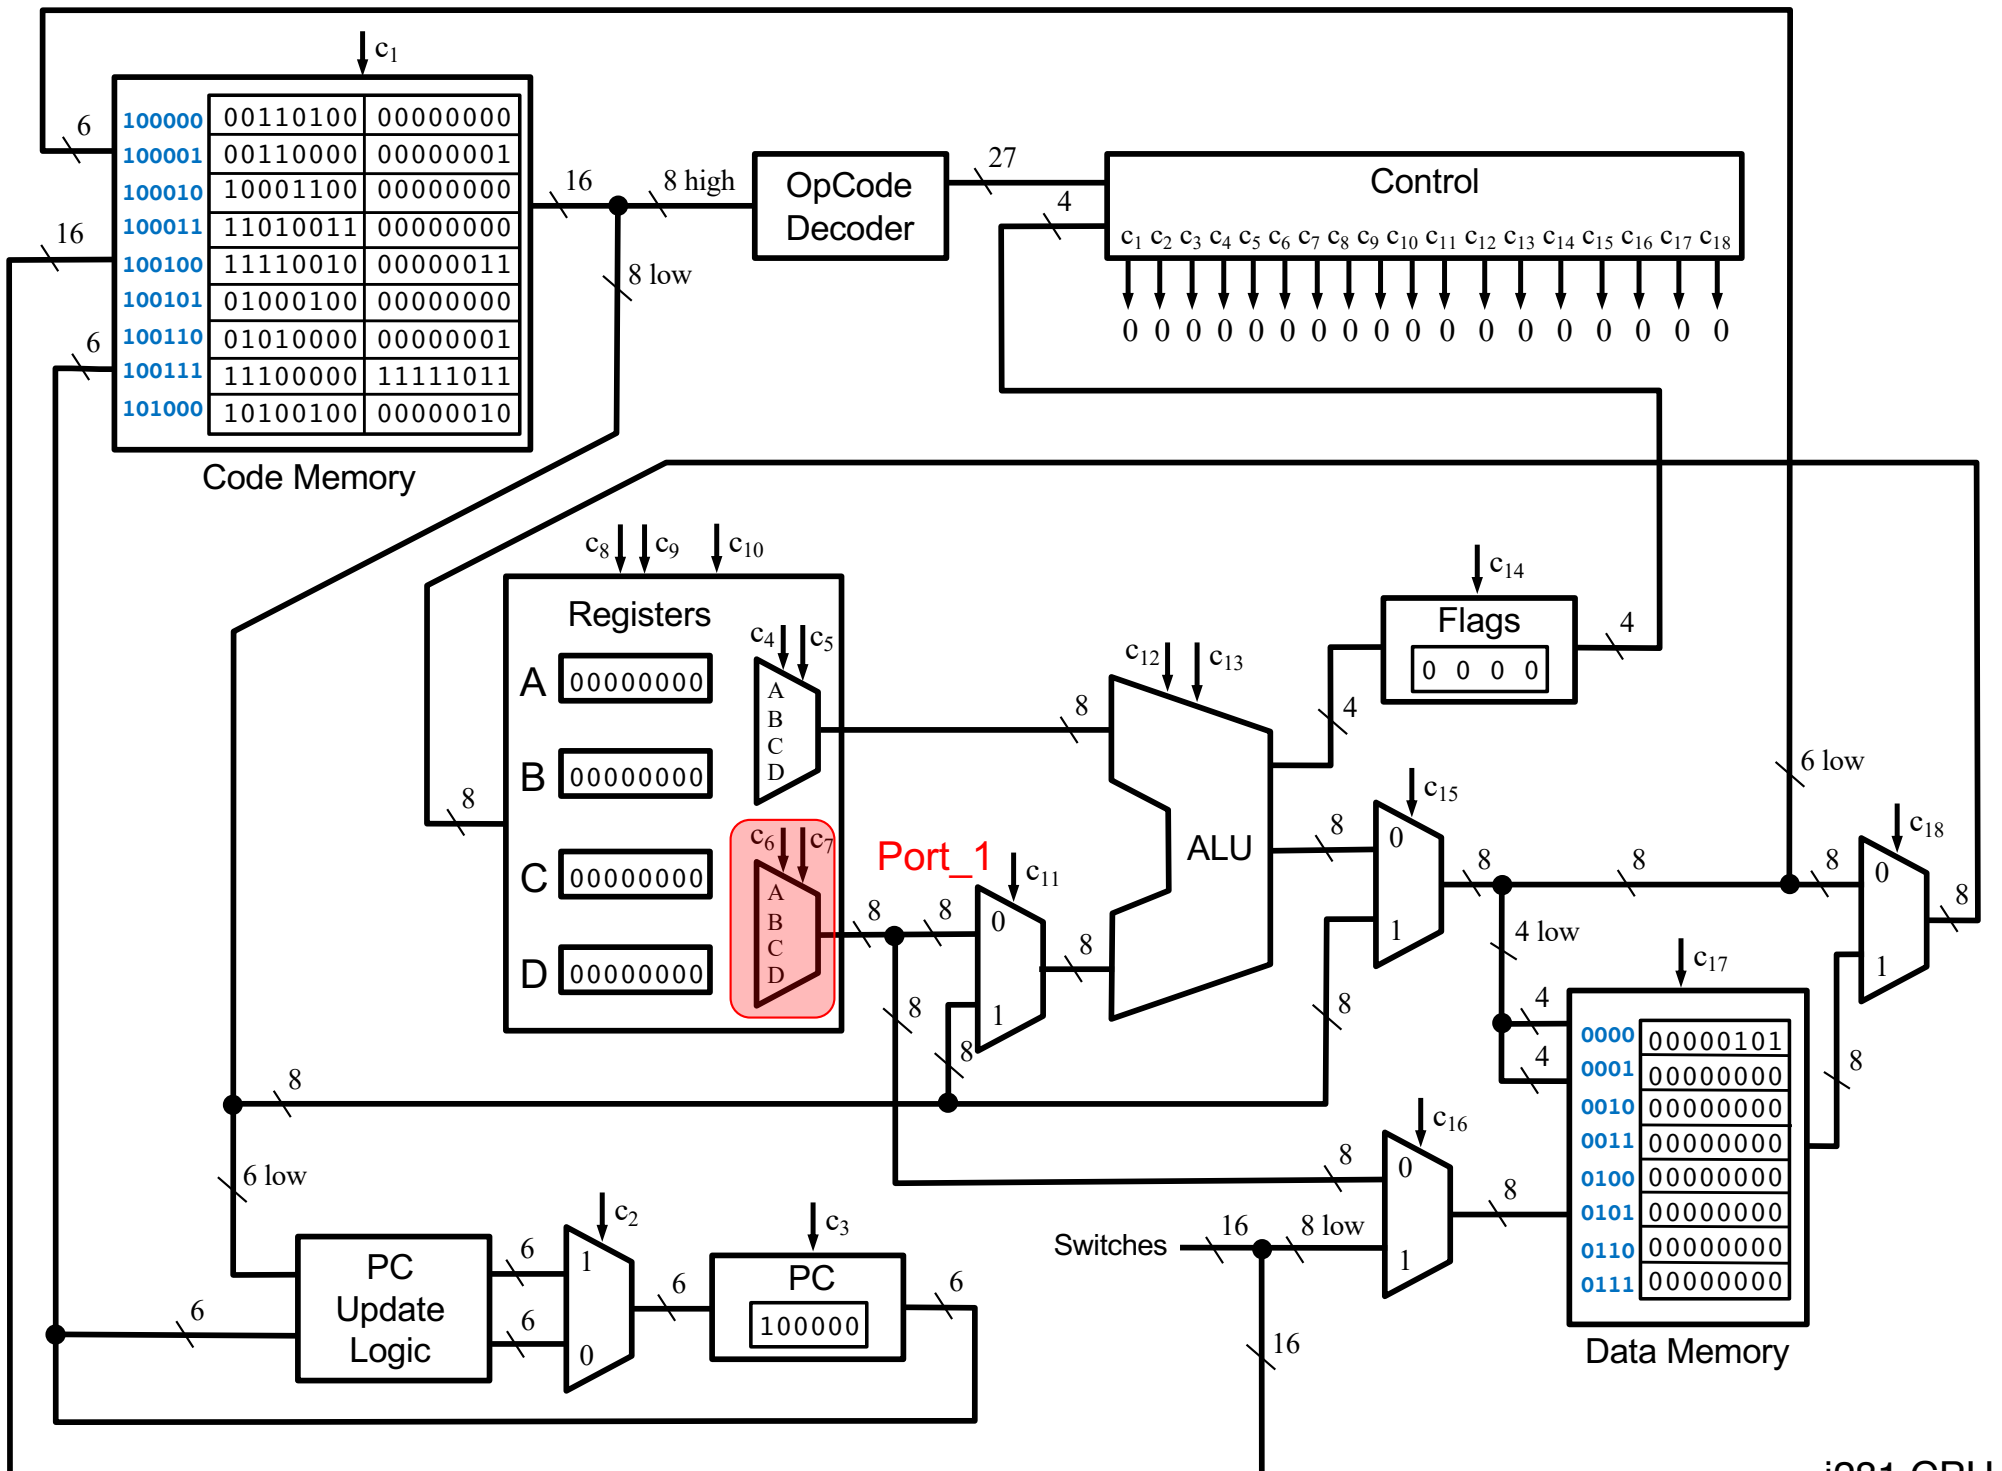 c1
100000 00110100 00000000
100001 00110000 00000001
100010 10001100 00000000
100011 11010011 00000000
100100 11110010 00000011
100101 01000100 00000000
100110 01010000 00000001
100111 11100000 11111011
101000 10100100 00000010
Code Memory
6
16
6
16
8 high
8 low
OpCode
Decoder
27
4
Control
c1 c2 c3 c4 c5 c6 c7 c8 c9 c10 c11 c12 c13 c14 c15 c16 c17 c18
0 0 0 0 0 0 0 0 0 0 0 0 0 0 0 0 0 0
c8 c9 c10
Registers
A 00000000
B 00000000
C 00000000
D 00000000
8
c4 c5
A
B
C
D
c6 c7
A
B
C
D
Port_1
8
8
8
8
c11
0
1
8
8
c12 c13
ALU
4
8
c14
Flags
0 0 0 0
4
c15
0
1
8
8
8
8
6 low
4 low
4
4
c18
0
1
8
8
c17
0000 00000101
0001 00000000
0010 00000000
0011 00000000
0100 00000000
0101 00000000
0110 00000000
0111 00000000
Data Memory
8
6 low
6
PC
Update
Logic
6
6
c2
1
0
6
c3
PC
100000
6
Switches
16
8 low
16
8
c16
0
1
8